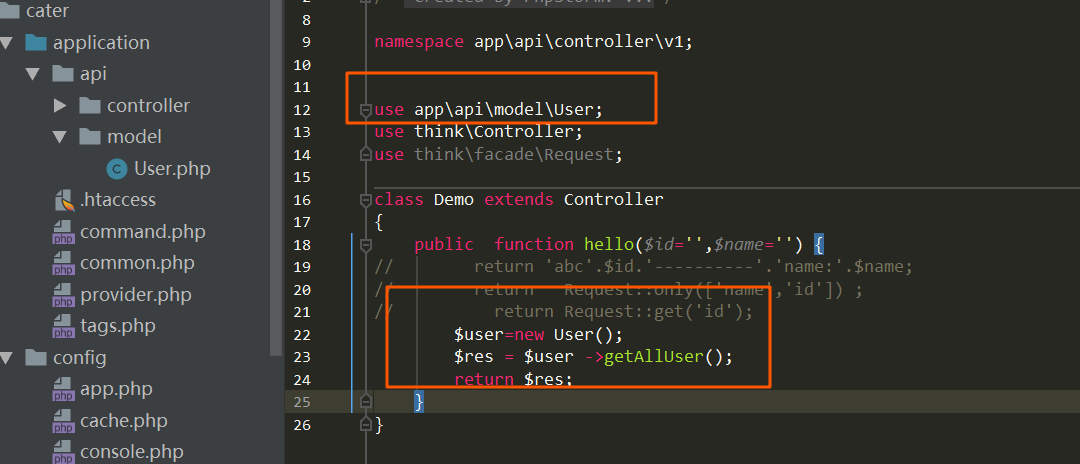 cater
application
api
controller
model
User.php
.htaccess
command.php
common.php
provider.php
tags.php
config
app.php
cache.php
console.php
8
9 namespace app\api\controller\v1;
10
11
12 use app\api\model\User;
13 use think\Controller;
14 use think\facade\Request;
15
16 class Demo extends Controller
17 {
18 public  function hello($id='',$name='') {
19 //        return 'abc'.$id.'----------'.'name:'.$name;
20 //        return   Request::only(['name','id']) ;
21 //          return Request::get('id');
22 $user=new User();
23 $res = $user ->getAllUser();
24 return $res;
25 }
26 }